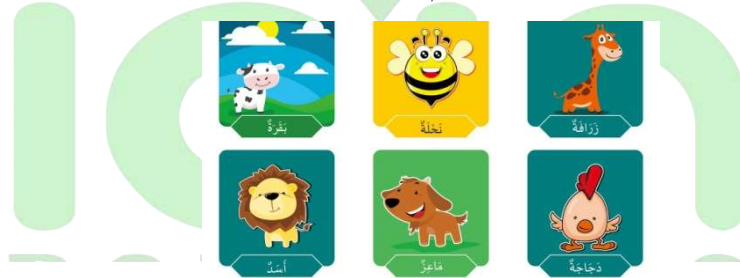 زَرَافَةٌ
نَحْلَةٌ
بَقَرَةٌ
دَجَاجَةٌ
مَاعِزٌ
أَسَدٌ